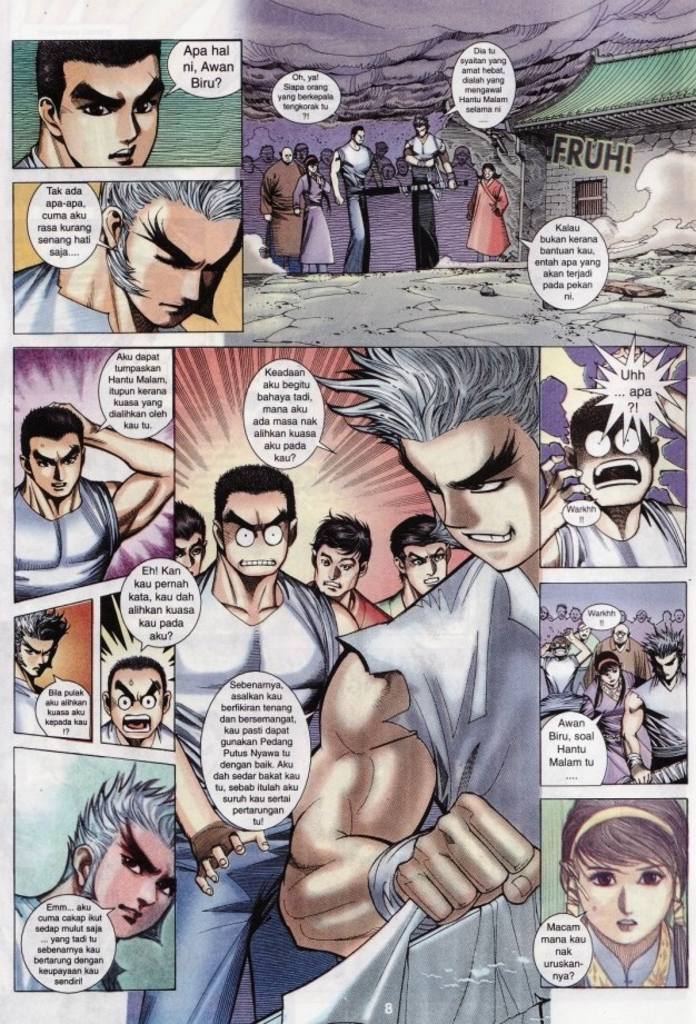 Apa hal
ni, Awan
Biru?
Tak ada
apa-apa,
cuma aku
rasa kurang
senang hati
saja....
Oh, ya!
Siapa orang
yang berkepala
tengkorak tu
?!
Dia tu
syaitan yang
amat hebat,
dialah yang
mengawal
Hantu Malam
selama ni
....
FRUH!
Kalau
bukan kerana
bantuan kau,
entah apa yang
akan terjadi
pada pekan
ni.
Aku dapat
tumpaskan
Hantu Malam,
itupun kerana
kuasa yang
dialihkan oleh
kau tu.
Keadaan
aku begitu
bahaya tadi,
mana aku
ada masa nak
alihkan kuasa
aku pada kau?
Uhh
... apa
?!
Warkhh
!!
Eh! Kan
kau pernah
kata, kau dah
alihkan kuasa
kau pada
aku?
Bila pulak
aku alihkan
kuasa aku
kepada kau
!?
Sebenarnya,
asalkan kau
berfikiran tenang
dan bersemangat,
kau pasti dapat
gunakan Pedang
Putus Nyawa tu
dengan baik. Aku
dah sedar bakat kau
tu, sebab itulah aku
suruh kau sertai
pertarungan
tu!
Warkhh
!!
Awan
Biru, soal
Hantu
Malam tu
....
Emm... aku
cuma cakap ikut
sedap mulut saja
... yang tadi tu
sebenarnya kau
bertarung dengan
keupayaan kau
sendiri!
Macam
mana kau
nak
uruskan-
nya?
8